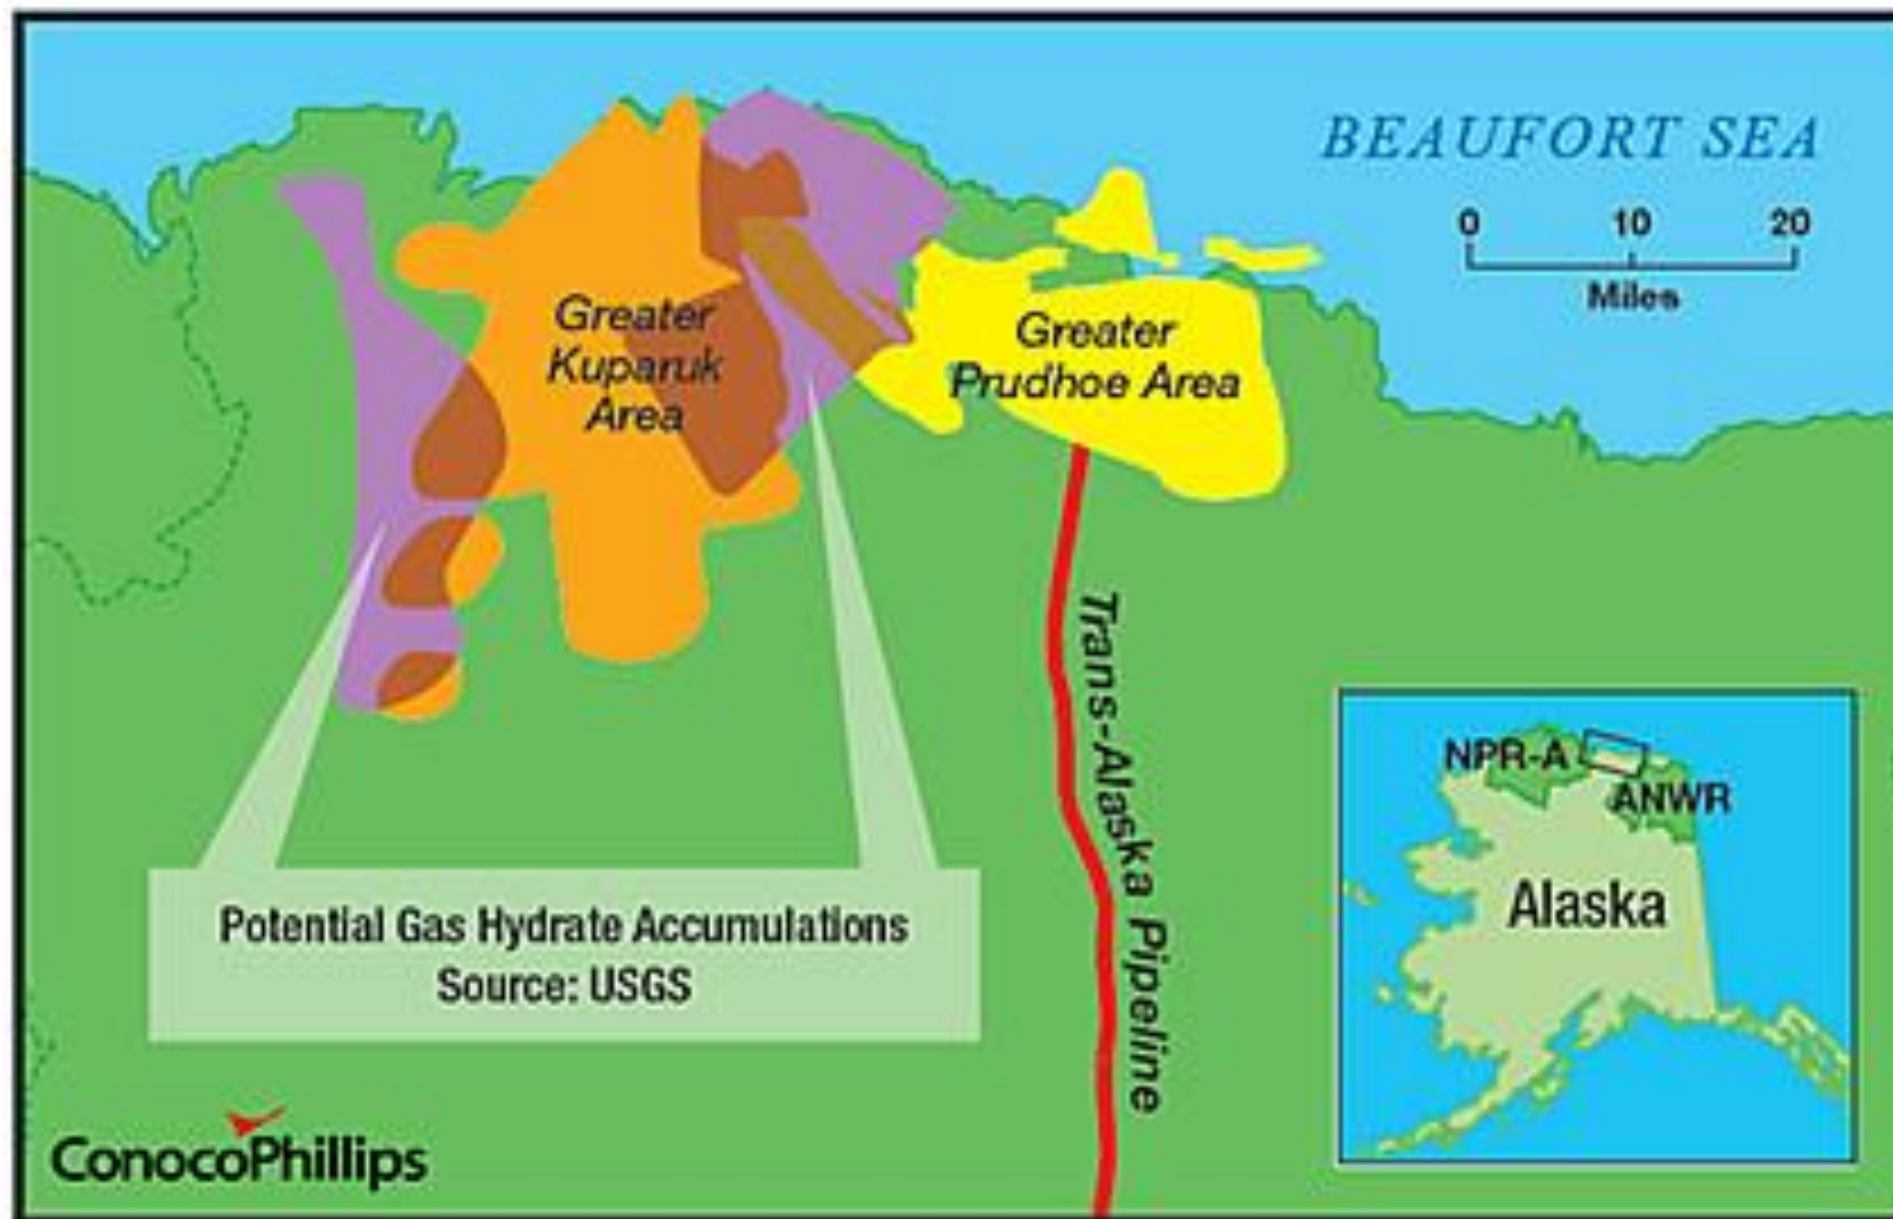 BEAUFORT SEA
0 10 20
Miles
Greater
Kuparuk
Area
Greater
Prudhoe Area
Trans-Alaska Pipeline
Potential Gas Hydrate Accumulations
Source: USGS
NPR-A
ANWR
Alaska
ConocoPhillips